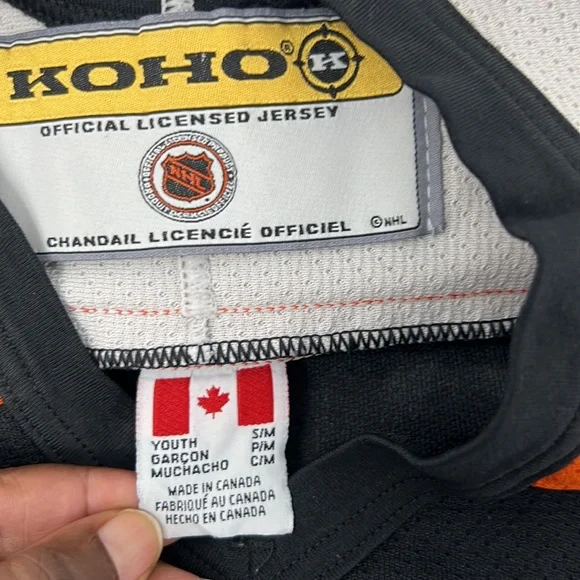 KOHO® K
OFFICIAL LICENSED JERSEY
NHL
CHANDAIL LICENCIÉ OFFICIEL ©NHL
YOUTH S/M
GARÇON P/M
MUCHACHO C/M
MADE IN CANADA
FABRIQUÉ AU CANADA
HECHO EN CANADA